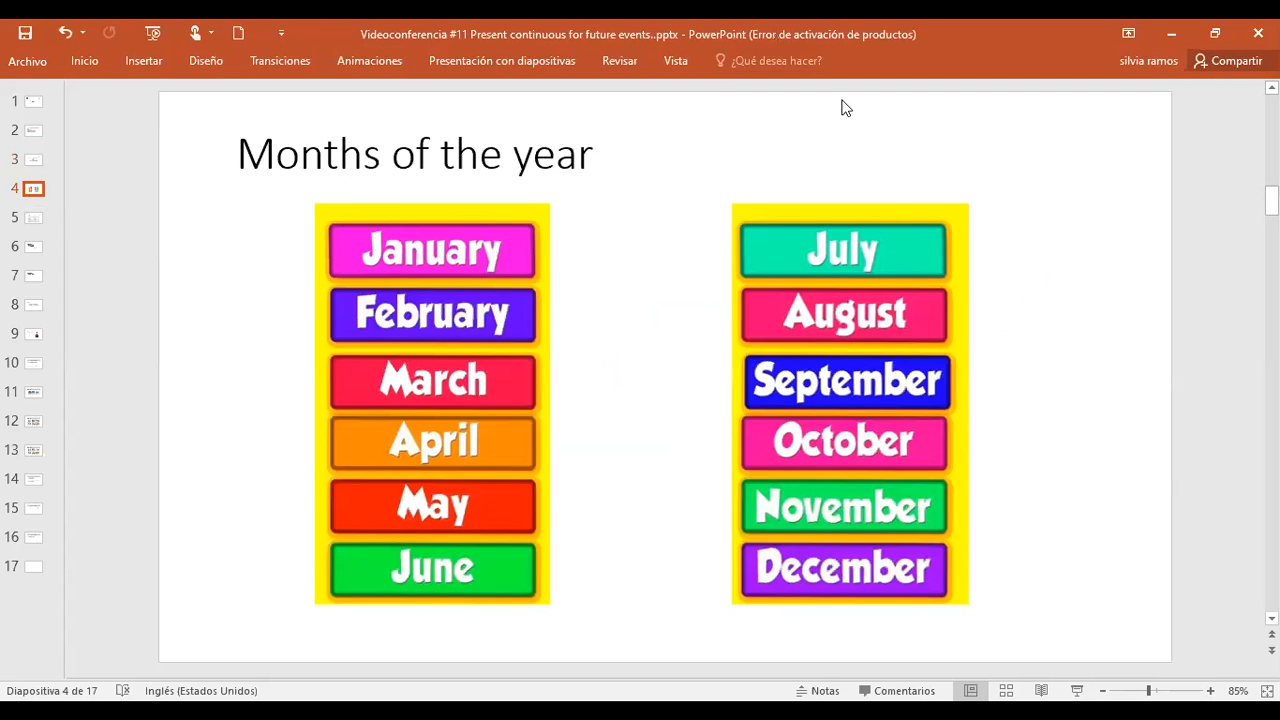 Videoconferencia #11 Present continuous for future events..pptx - PowerPoint (Error de activación de productos)
Archivo Inicio Insertar Diseño Transiciones Animaciones Presentación con diapositivas Revisar Vista ¿Qué desea hacer? silvia ramos Compartir
1
2
3
4
5
6
7
8
9
10
11
12
13
14
15
16
17
Months of the year
January
February
March
April
May
June
July
August
September
October
November
December
Diapositiva 4 de 17 Inglés (Estados Unidos) Notas Comentarios 85%